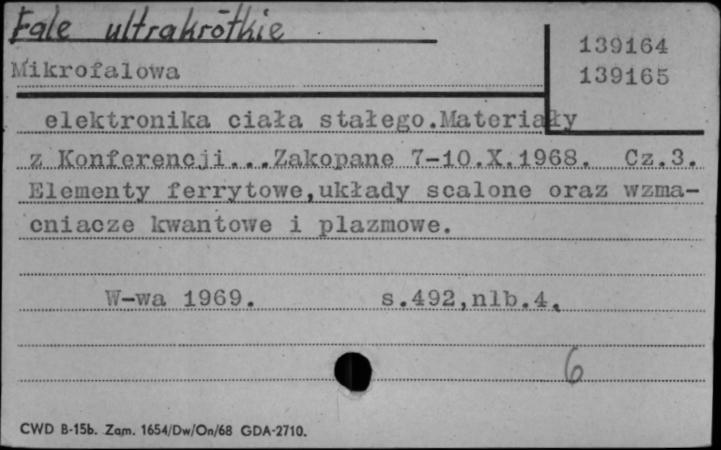 Fale ultrakrótkie
139164
Mikrofalowa
139165
elektronika ciała stałego.Materiały
z Konferencji...Zakopane 7-10.X.1968. Cz.3.
Elementy ferrytowe,układy scalone oraz wzma-
cniacze kwantowe i plazmowe.
W-wa 1969. s.492,nlb.4.
6
CWD B-15b. Zam. 1654/Dw/On/68 GDA-2710.